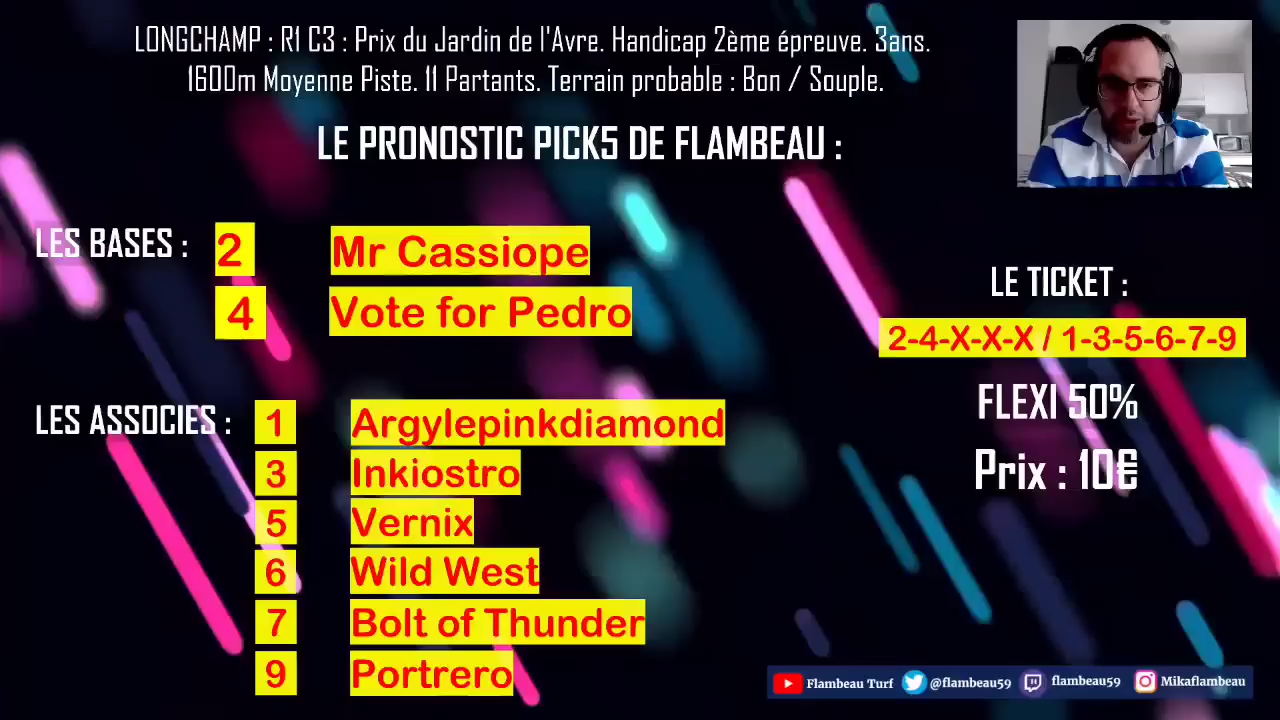 LONGCHAMP : R1 C3 : Prix du Jardin de l'Avre. Handicap 2ème épreuve. 3ans.
1600m Moyenne Piste. 11 Partants. Terrain probable : Bon / Souple.
LE PRONOSTIC PICK5 DE FLAMBEAU :
LES BASES :
2 Mr Cassiope
4 Vote for Pedro
LES ASSOCIES :
1 Argylepinkdiamond
3 Inkiostro
5 Vernix
6 Wild West
7 Bolt of Thunder
9 Portrero
LE TICKET :
2-4-X-X-X / 1-3-5-6-7-9
FLEXI 50%
Prix : 10€
Flambeau Turf @flambeau59 flambeau59 Mikaflambeau